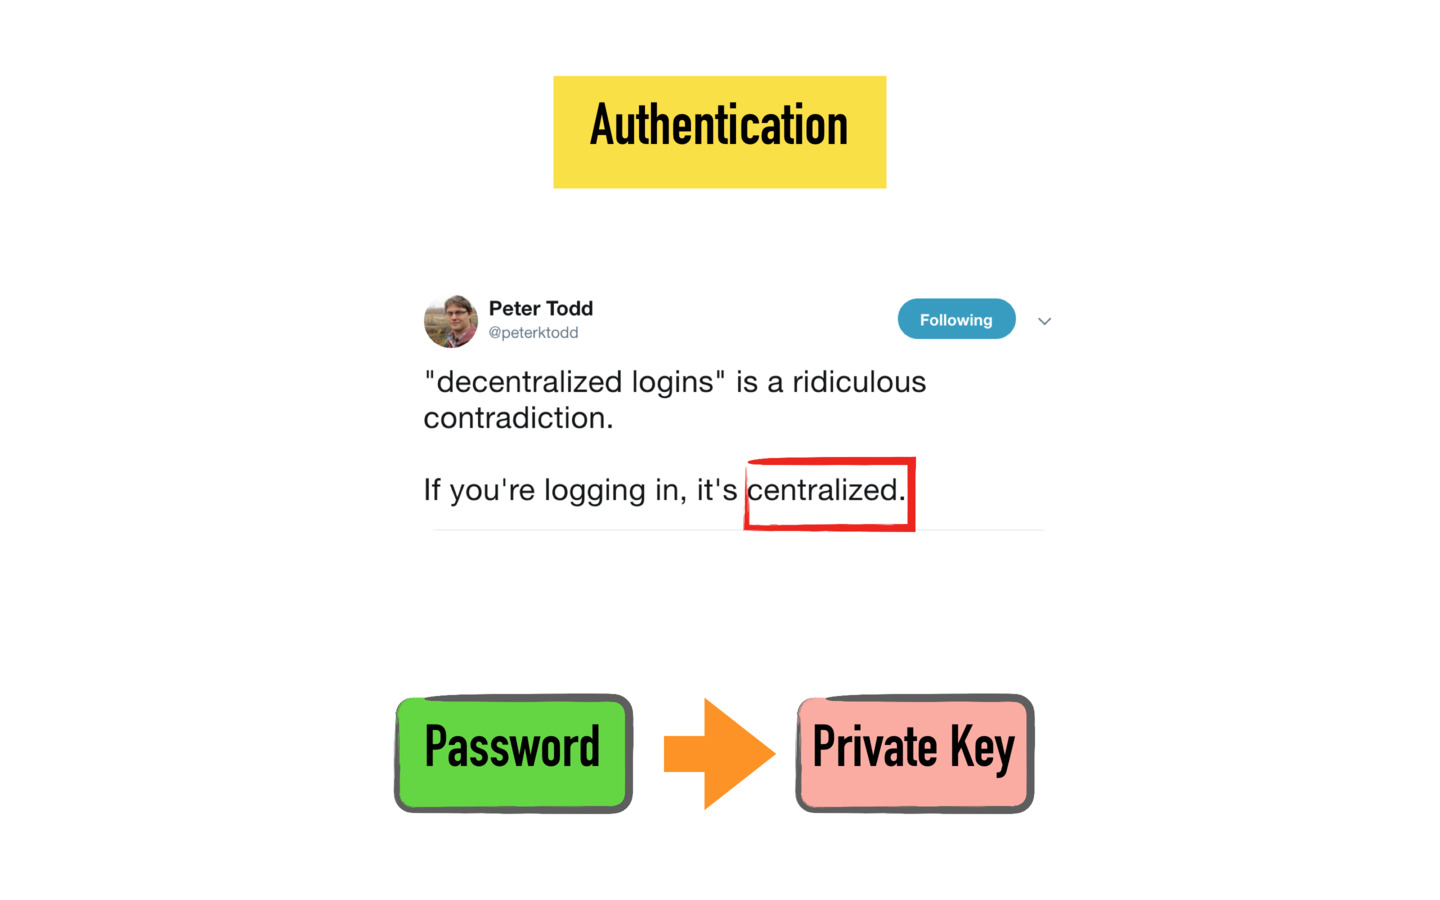 Authentication
Peter Todd
@peterktodd
Following
"decentralized logins" is a ridiculous
contradiction.
If you're logging in, it's centralized.
Password
Private Key